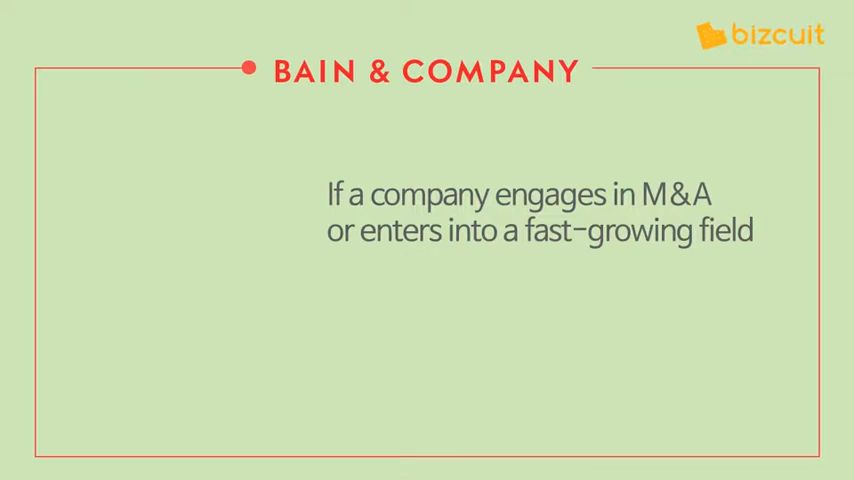 bizcuit
BAIN & COMPANY
If a company engages in M&A
or enters into a fast-growing field